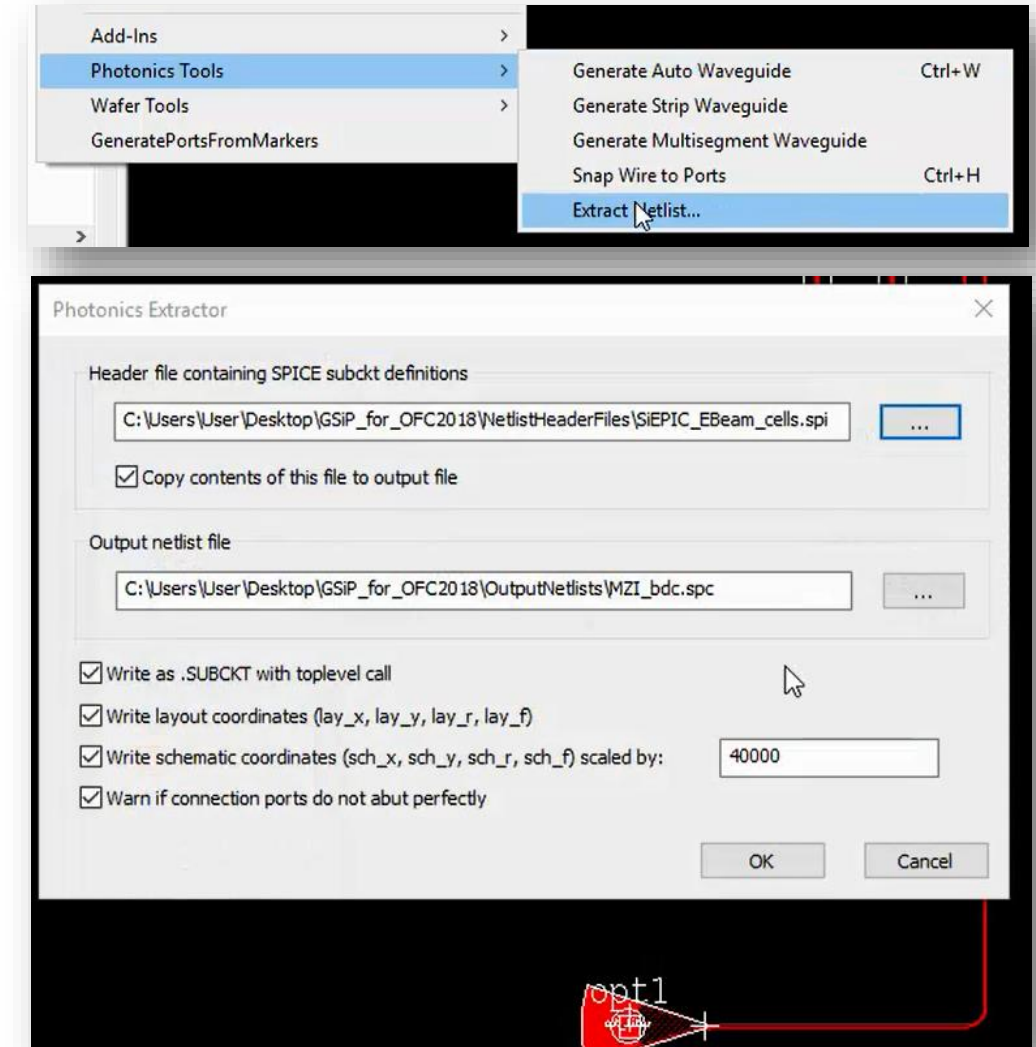 Add-Ins >
Photonics Tools >
Wafer Tools >
GeneratePortsFromMarkers
Generate Auto Waveguide Ctrl+W
Generate Strip Waveguide
Generate Multisegment Waveguide
Snap Wire to Ports Ctrl+H
Extract Netlist...
Photonics Extractor
Header file containing SPICE subckt definitions
C:\Users\User\Desktop\GSiP_for_OFC2018\NetlistHeaderFiles\SiEPIC_EBeam_cells.spi ...
Copy contents of this file to output file
Output netlist file
C:\Users\User\Desktop\GSiP_for_OFC2018\OutputNetlists\MZI_bdc.spc ...
Write as .SUBCKT with toplevel call
Write layout coordinates (lay_x, lay_y, lay_r, lay_f)
Write schematic coordinates (sch_x, sch_y, sch_r, sch_f) scaled by: 40000
Warn if connection ports do not abut perfectly
OK Cancel
opt1